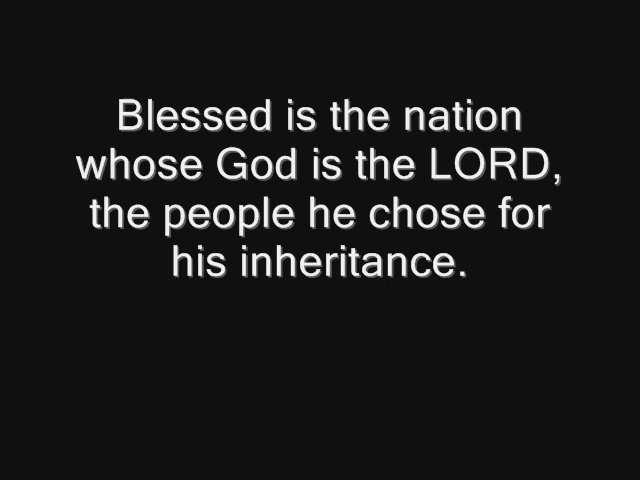 Blessed is the nation
whose God is the LORD,
the people he chose for
his inheritance.